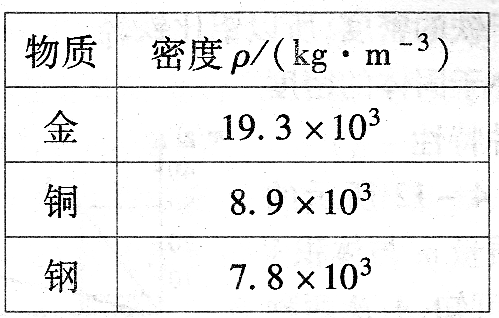 物质 密度ρ/(kg·m⁻³)
金 19.3×10³
铜 8.9×10³
钢 7.8×10³